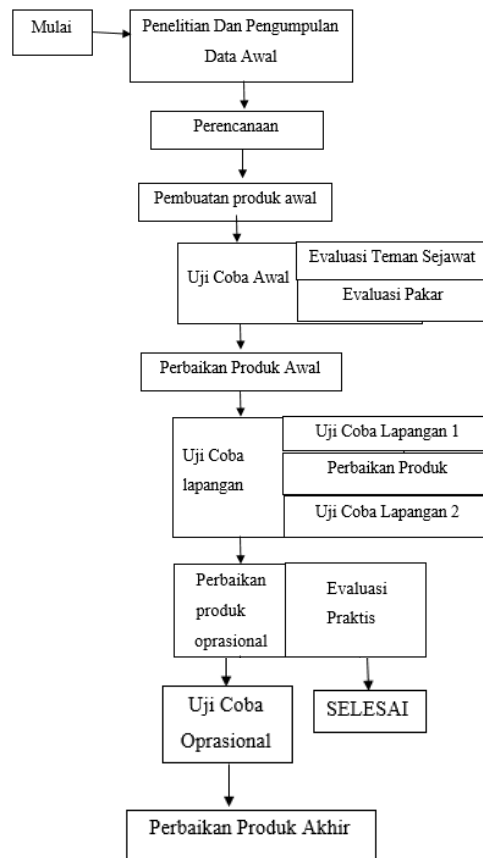 Mulai
Penelitian Dan Pengumpulan
Data Awal
Perencanaan
Pembuatan produk awal
Uji Coba Awal
Evaluasi Teman Sejawat
Evaluasi Pakar
Perbaikan Produk Awal
Uji Coba
lapangan
Uji Coba Lapangan 1
Perbaikan Produk
Uji Coba Lapangan 2
Perbaikan
produk
oprasional
Evaluasi
Praktis
Uji Coba
Oprasional
SELESAI
Perbaikan Produk Akhir